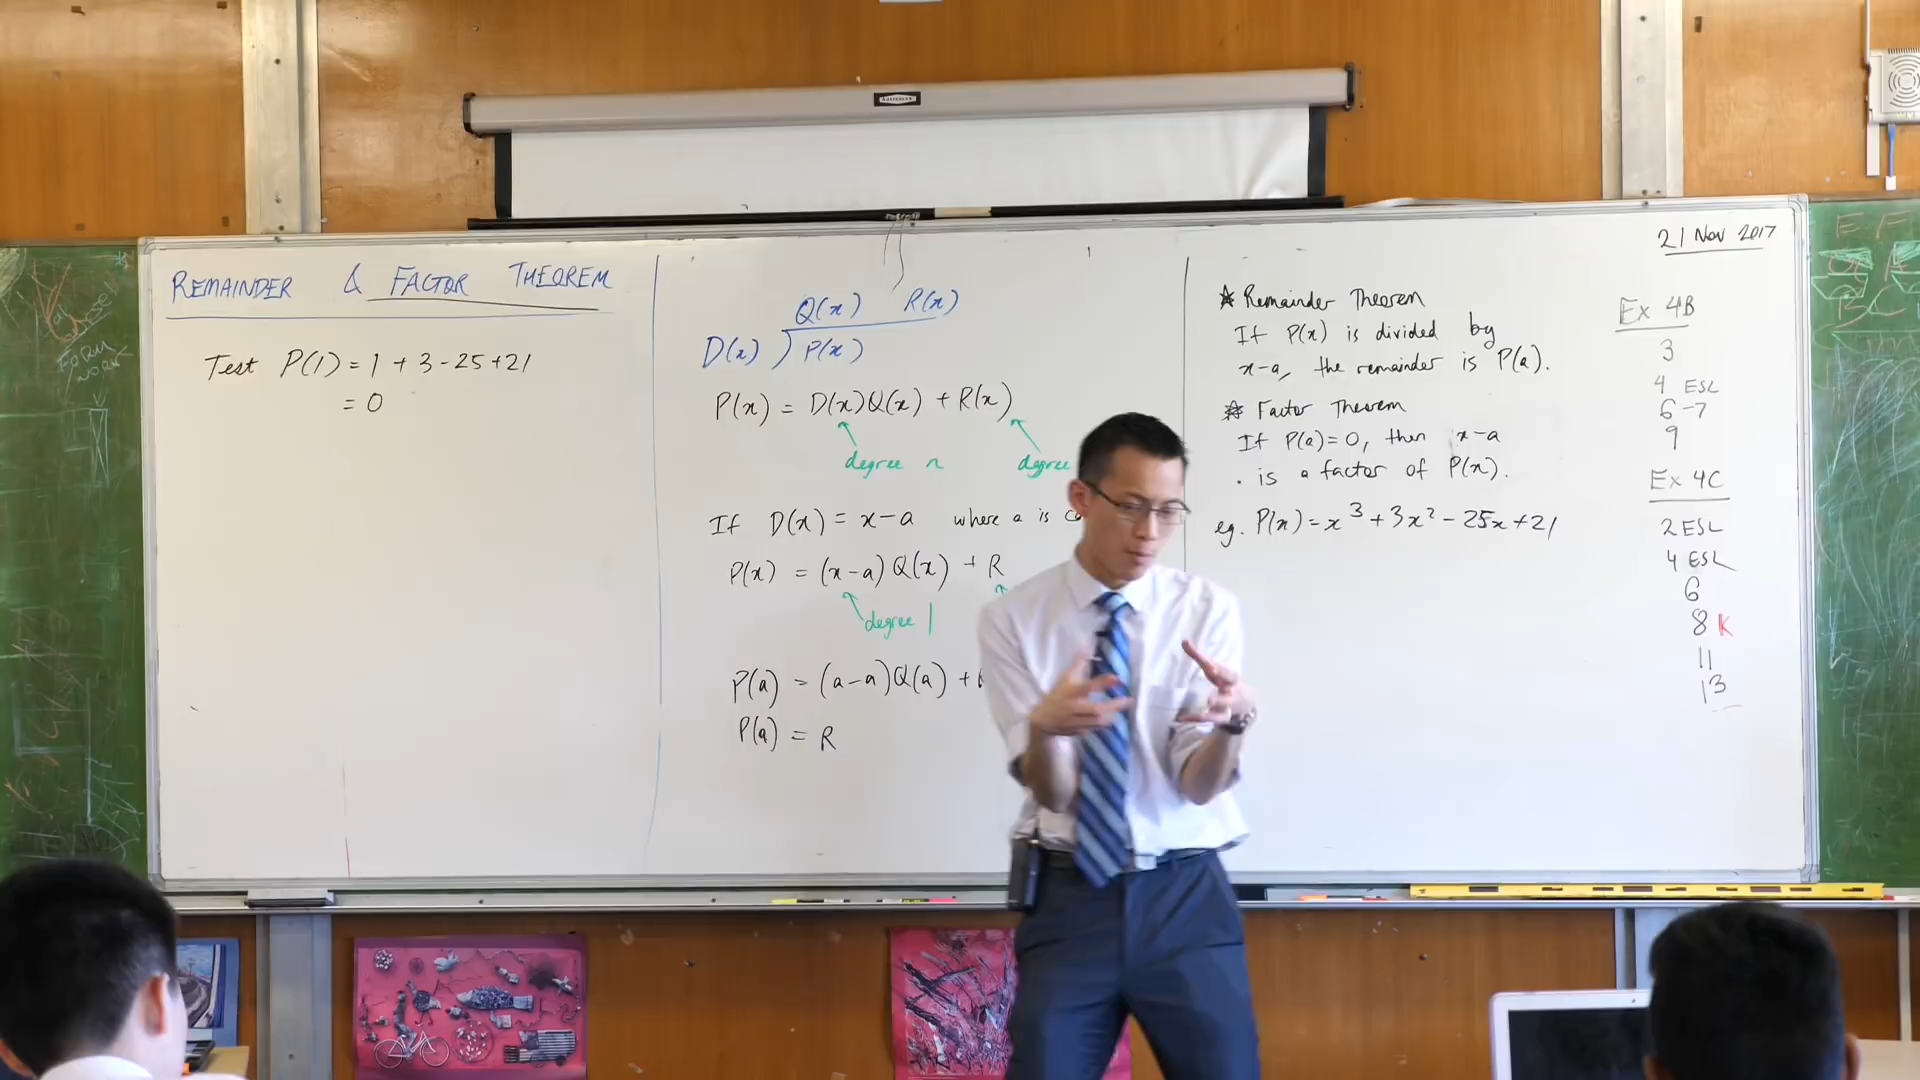 REMAINDER & FACTOR THEOREM
Test P(1) = 1 + 3 - 25 + 21
= 0
Q(x) R(x)
D(x) ) P(x)
P(x) = D(x)Q(x) + R(x)
degree n degree
If D(x) = x-a where a is
P(x) = (x-a) Q(x) + R
degree 1
P(a) = (a-a)Q(a) +
P(a) = R
21 Nov 2017
☆ Remainder Theorem
If P(x) is divided by
x-a, the remainder is P(a).
☆ Factor Theorem
If P(a) = 0, then x-a
is a factor of P(x).
eg. P(x) = x³ + 3x² - 25x + 21
Ex 4B
3
4 ESL
6-7
9
Ex 4C
2 ESL
4 ESL
6
8 K
11
13
FORM
WORK